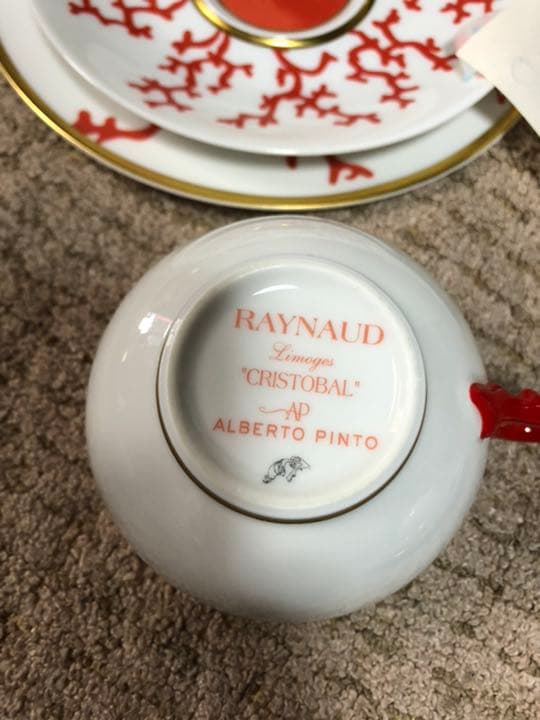 RAYNAUD
Limoges
"CRISTOBAL"
AP
ALBERTO PINTO